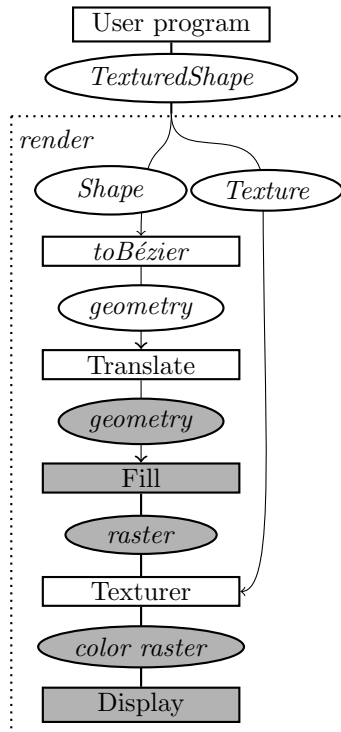 User program
TexturedShape
render
Shape
Texture
toBézier
geometry
Translate
geometry
Fill
raster
Texturer
color raster
Display